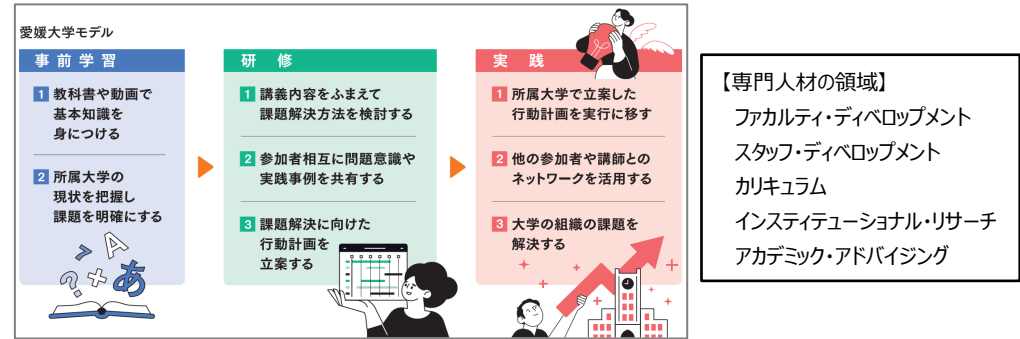 愛媛大学モデル
事前学習
1 教科書や動画で
基本知識を
身につける
2 所属大学の
現状を把握し
課題を明確にする
? + A あ
研修
1 講義内容をふまえて
課題解決方法を検討する
2 参加者相互に問題意識や
実践事例を共有する
3 課題解決に向けた
行動計画を
立案する
実践
1 所属大学で立案した
行動計画を実行に移す
2 他の参加者や講師との
ネットワークを活用する
3 大学の組織の課題を
解決する
【専門人材の領域】
ファカルティ・ディベロップメント
スタッフ・ディベロップメント
カリキュラム
インスティテューショナル・リサーチ
アカデミック・アドバイジング